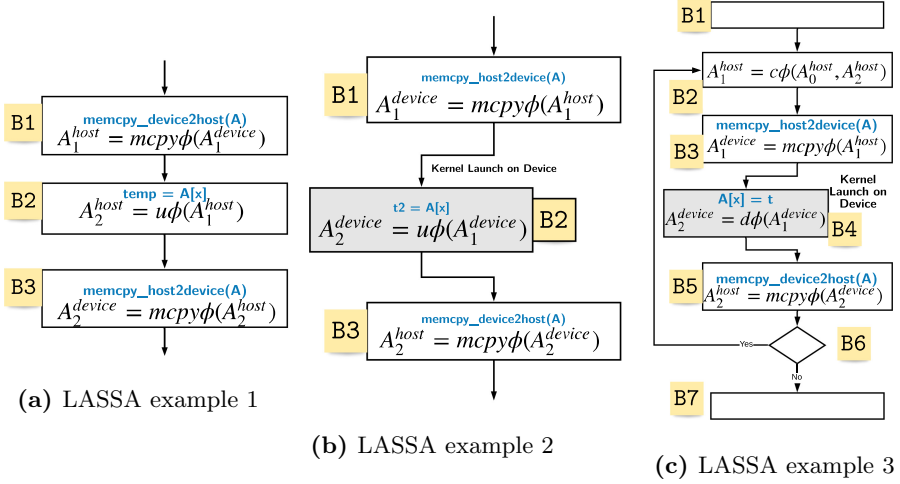 B1
memcpy_device2host(A)
A_1^{host} = mcpyϕ(A_1^{device})
B2
temp = A[x]
A_2^{host} = uϕ(A_1^{host})
B3
memcpy_host2device(A)
A_2^{device} = mcpyϕ(A_2^{host})
(a) LASSA example 1
B1
memcpy_host2device(A)
A_1^{device} = mcpyϕ(A_1^{host})
Kernel Launch on Device
t2 = A[x]
A_2^{device} = uϕ(A_1^{device})
B2
B3
memcpy_device2host(A)
A_2^{host} = mcpyϕ(A_2^{device})
(b) LASSA example 2
B1
A_1^{host} = cϕ(A_0^{host}, A_2^{host})
B2
memcpy_host2device(A)
B3
A_1^{device} = mcpyϕ(A_1^{host})
Kernel
Launch on
Device
A[x] = t
A_2^{device} = dϕ(A_1^{device})
B4
memcpy_device2host(A)
B5
A_2^{host} = mcpyϕ(A_2^{device})
Yes
B6
No
B7
(c) LASSA example 3